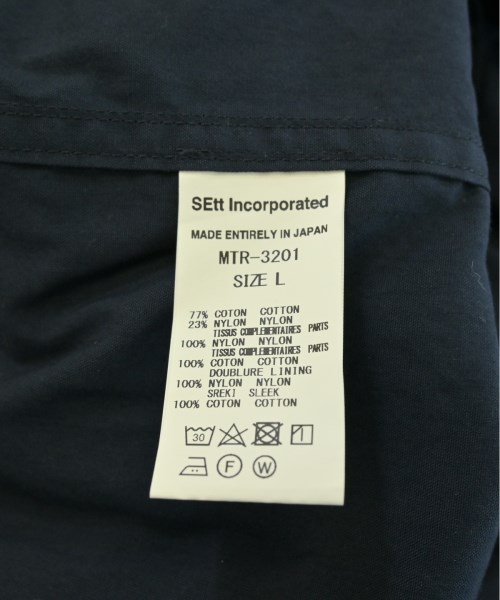 SEtt Incorporated
MADE ENTIRELY IN JAPAN
MTR-3201
SIZE L
77% COTON COTTON
23% NYLON NYLON
TISSUS COMPLEMENTAIRES PARTS
100% NYLON NYLON
TISSUS COMPLEMENTAIRES PARTS
100% COTON COTTON
DOUBLURE LINING
100% NYLON NYLON
SREKI SLEEK
100% COTON COTTON
30
F W